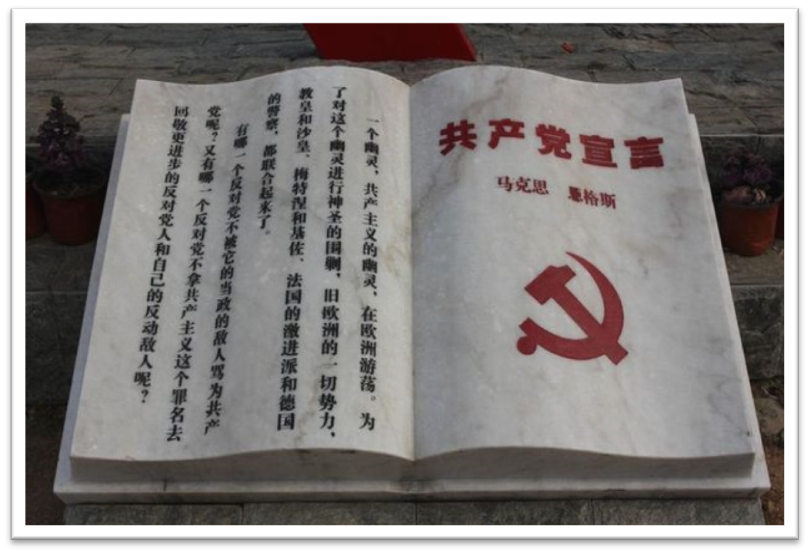 共产党宣言
马克思 恩格斯
一个幽灵，共产主义的幽灵，在欧洲游荡。为
了对这个幽灵进行神圣的围剿，旧欧洲的一切势力，
教皇和沙皇、梅特涅和基佐、法国的激进派和德国
的警察，都联合起来了。
有哪一个反对党不被它的当政的敌人骂为共产
党呢？又有哪一个反对党不拿共产主义这个罪名去
回敬更进步的反对党人和自己的反动敌人呢？